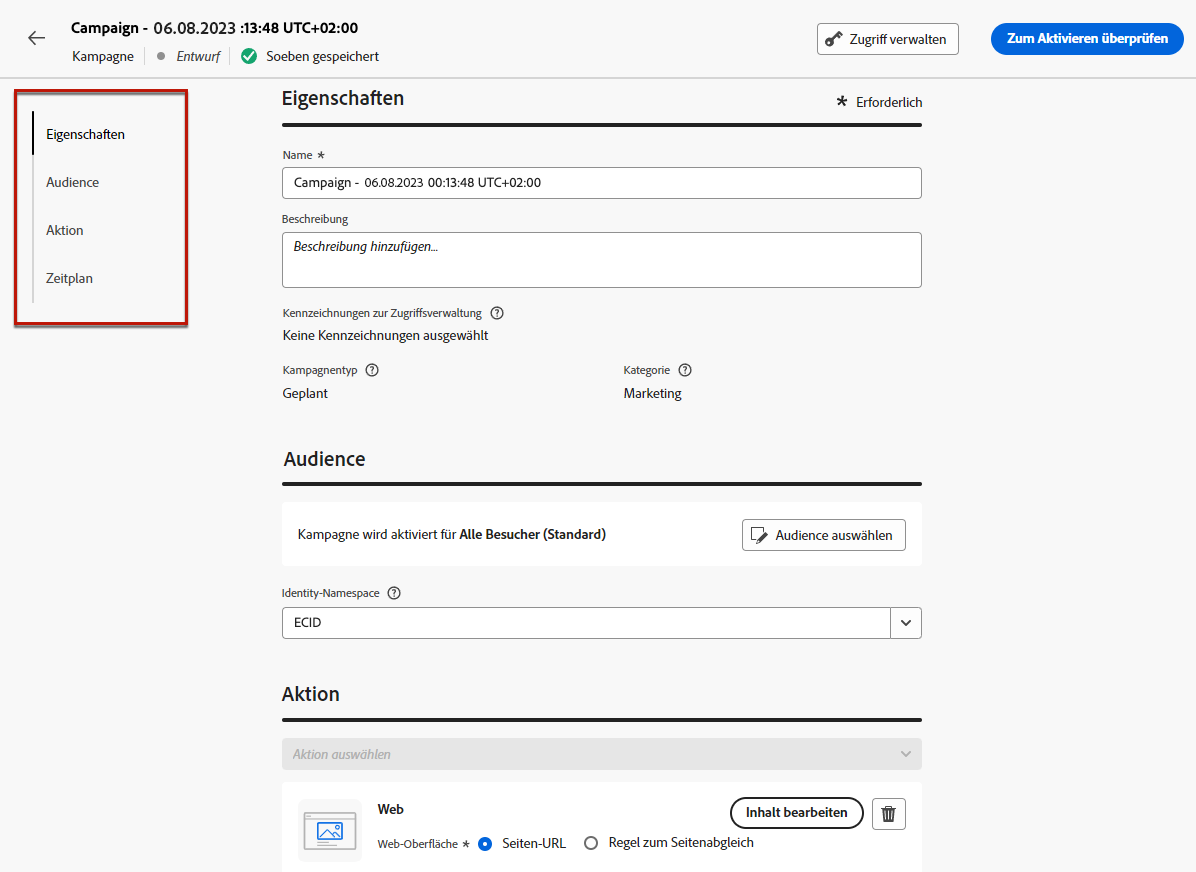 Campaign - 06.08.2023 :13:48 UTC+02:00
Kampagne Entwurf Soeben gespeichert
Zugriff verwalten
Zum Aktivieren überprüfen
Eigenschaften
Audience
Aktion
Zeitplan
Eigenschaften
* Erforderlich
Name *
Campaign - 06.08.2023 00:13:48 UTC+02:00
Beschreibung
Beschreibung hinzufügen...
Kennzeichnungen zur Zugriffsverwaltung ?
Keine Kennzeichnungen ausgewählt
Kampagnentyp ?
Geplant
Kategorie ?
Marketing
Audience
Kampagne wird aktiviert für Alle Besucher (Standard)
Audience auswählen
Identity-Namespace ?
ECID
Aktion
Aktion auswählen
Web
Inhalt bearbeiten
Web-Oberfläche * Seiten-URL Regel zum Seitenabgleich